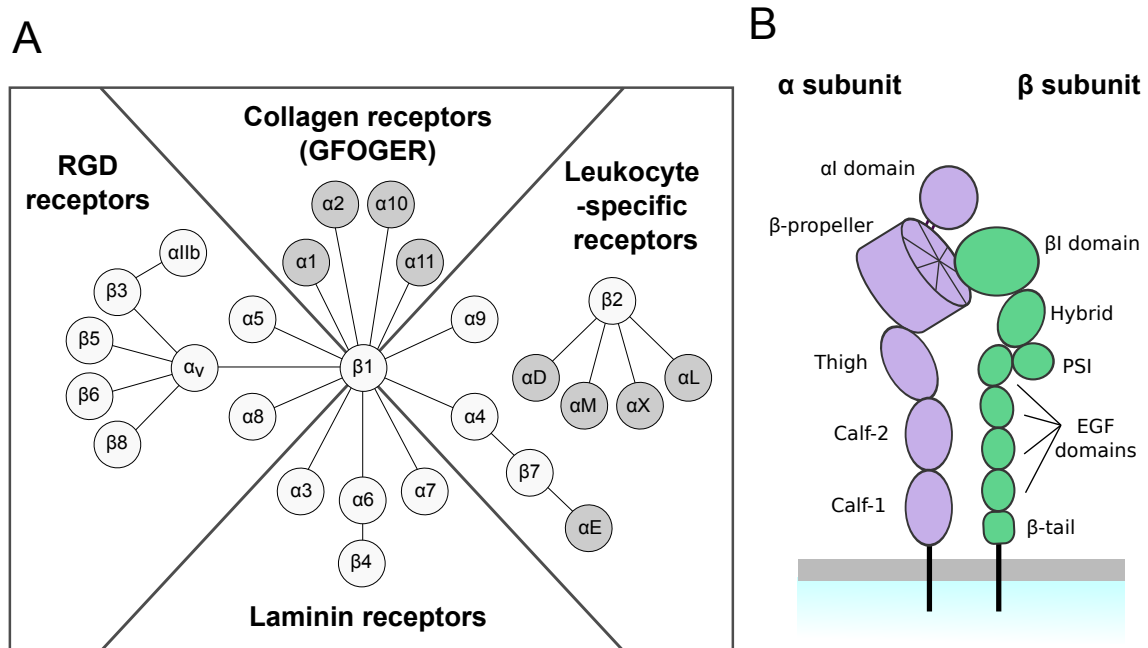 A
RGD
receptors
Collagen receptors
(GFOGER)
Leukocyte
-specific
receptors
α2
α10
α1
α11
αIIb
β3
β5
β6
β8
αv
α5
α8
β1
α9
α4
β7
αE
α3
α6
α7
β4
β2
αD
αM
αX
αL
Laminin receptors
B
α subunit
β subunit
αI domain
β-propeller
βI domain
Hybrid
Thigh
PSI
Calf-2
EGF
domains
Calf-1
β-tail